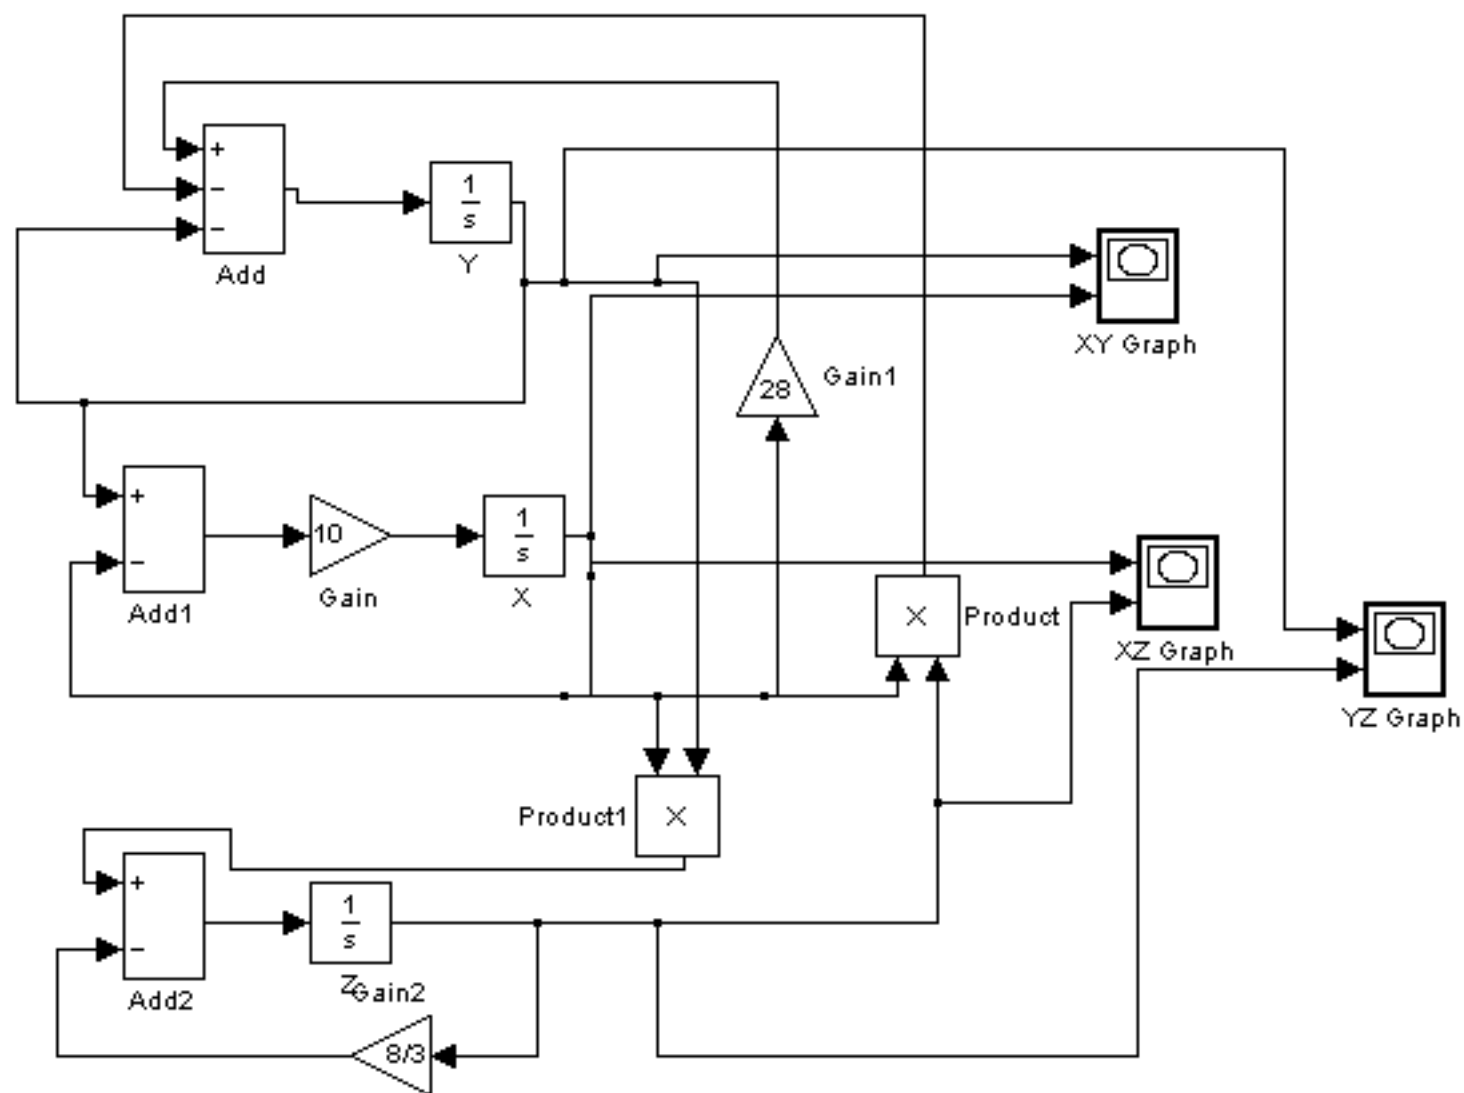 +
−
−
Add
1
s
Y
XY Graph
28
Gain1
+
−
Add1
10
Gain
1
s
X
X
Product
XZ Graph
YZ Graph
Product1
X
+
−
Add2
1
s
Z
Gain2
8/3